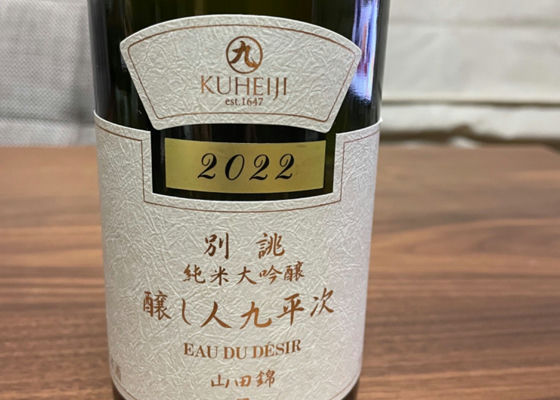 九
KUHEIJI
est.1647
2022
別誂
純米大吟醸
醸し人九平次
EAU DU DÉSIR
山田錦